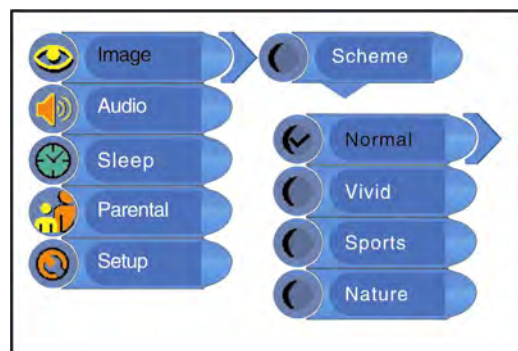 Image
Audio
Sleep
Parental
Setup
Scheme
Normal
Vivid
Sports
Nature